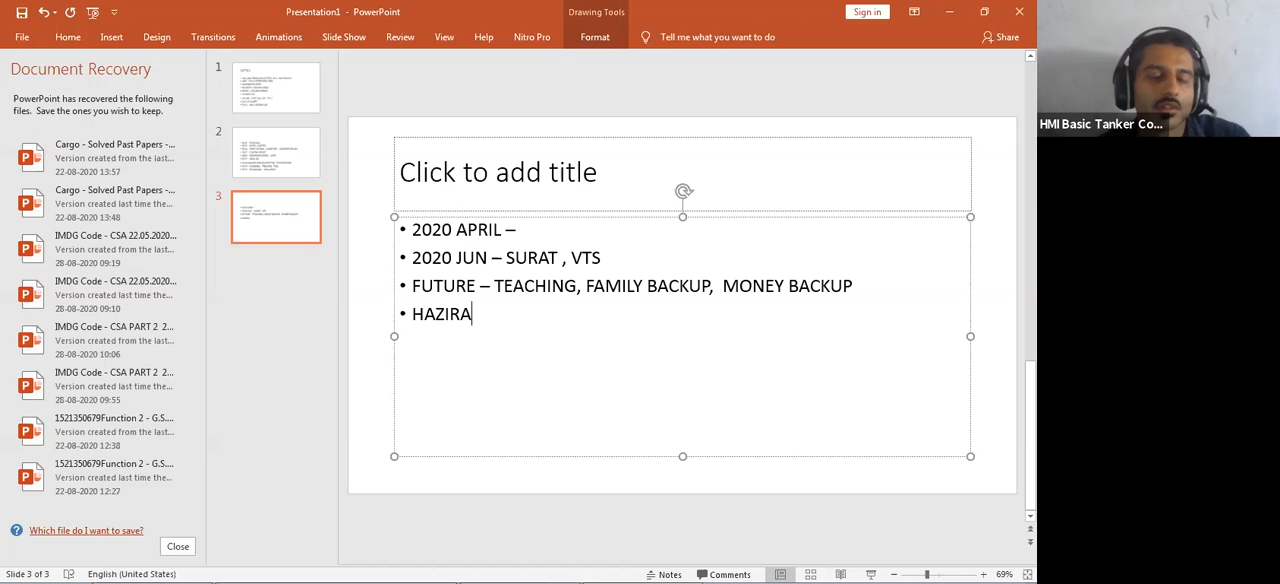 Presentation1 - PowerPoint
Drawing Tools
Sign in
File Home Insert Design Transitions Animations Slide Show Review View Help Nitro Pro Format Tell me what you want to do Share
Document Recovery
PowerPoint has recovered the following
files. Save the ones you wish to keep.
Cargo - Solved Past Papers -...
Version created from the last...
22-08-2020 13:57
Cargo - Solved Past Papers -...
Version created from the last...
22-08-2020 13:48
IMDG Code - CSA 22.05.2020...
Version created last time the...
28-08-2020 09:19
IMDG Code - CSA 22.05.2020...
Version created last time the...
28-08-2020 09:10
IMDG Code - CSA PART 2 2...
Version created last time the...
28-08-2020 10:06
IMDG Code - CSA PART 2 2...
Version created last time the...
28-08-2020 09:55
1521350679Function 2 - G.S....
Version created from the last...
22-08-2020 12:38
1521350679Function 2 - G.S....
Version created from the last...
22-08-2020 12:27
Which file do I want to save?
Close
1
2
3
Click to add title
• 2020 APRIL –
• 2020 JUN – SURAT , VTS
• FUTURE – TEACHING, FAMILY BACKUP, MONEY BACKUP
• HAZIRA
HMI Basic Tanker Co...
Slide 3 of 3 English (United States) Notes Comments 69%